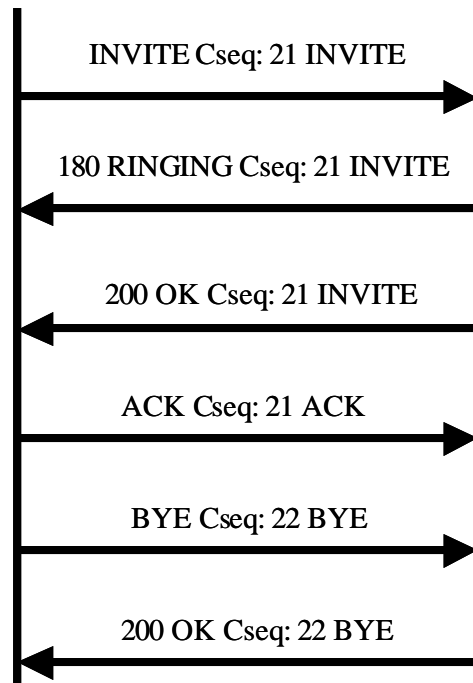 INVITE Cseq: 21 INVITE
180 RINGING Cseq: 21 INVITE
200 OK Cseq: 21 INVITE
ACK Cseq: 21 ACK
BYE Cseq: 22 BYE
200 OK Cseq: 22 BYE